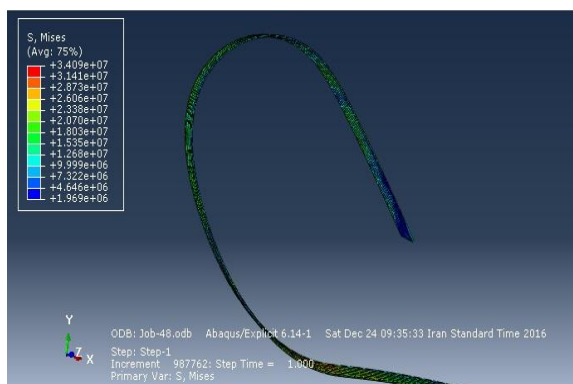 S, Mises
(Avg: 75%)
+3.409e+07
+3.141e+07
+2.873e+07
+2.606e+07
+2.338e+07
+2.070e+07
+1.803e+07
+1.535e+07
+1.268e+07
+9.999e+06
+7.322e+06
+4.646e+06
+1.969e+06
Y
Z X
ODB: Job-48.odb Abaqus/Explicit 6.14-1 Sat Dec 24 09:35:33 Iran Standard Time 2016
Step: Step-1
Increment 987762: Step Time = 1.000
Primary Var: S, Mises